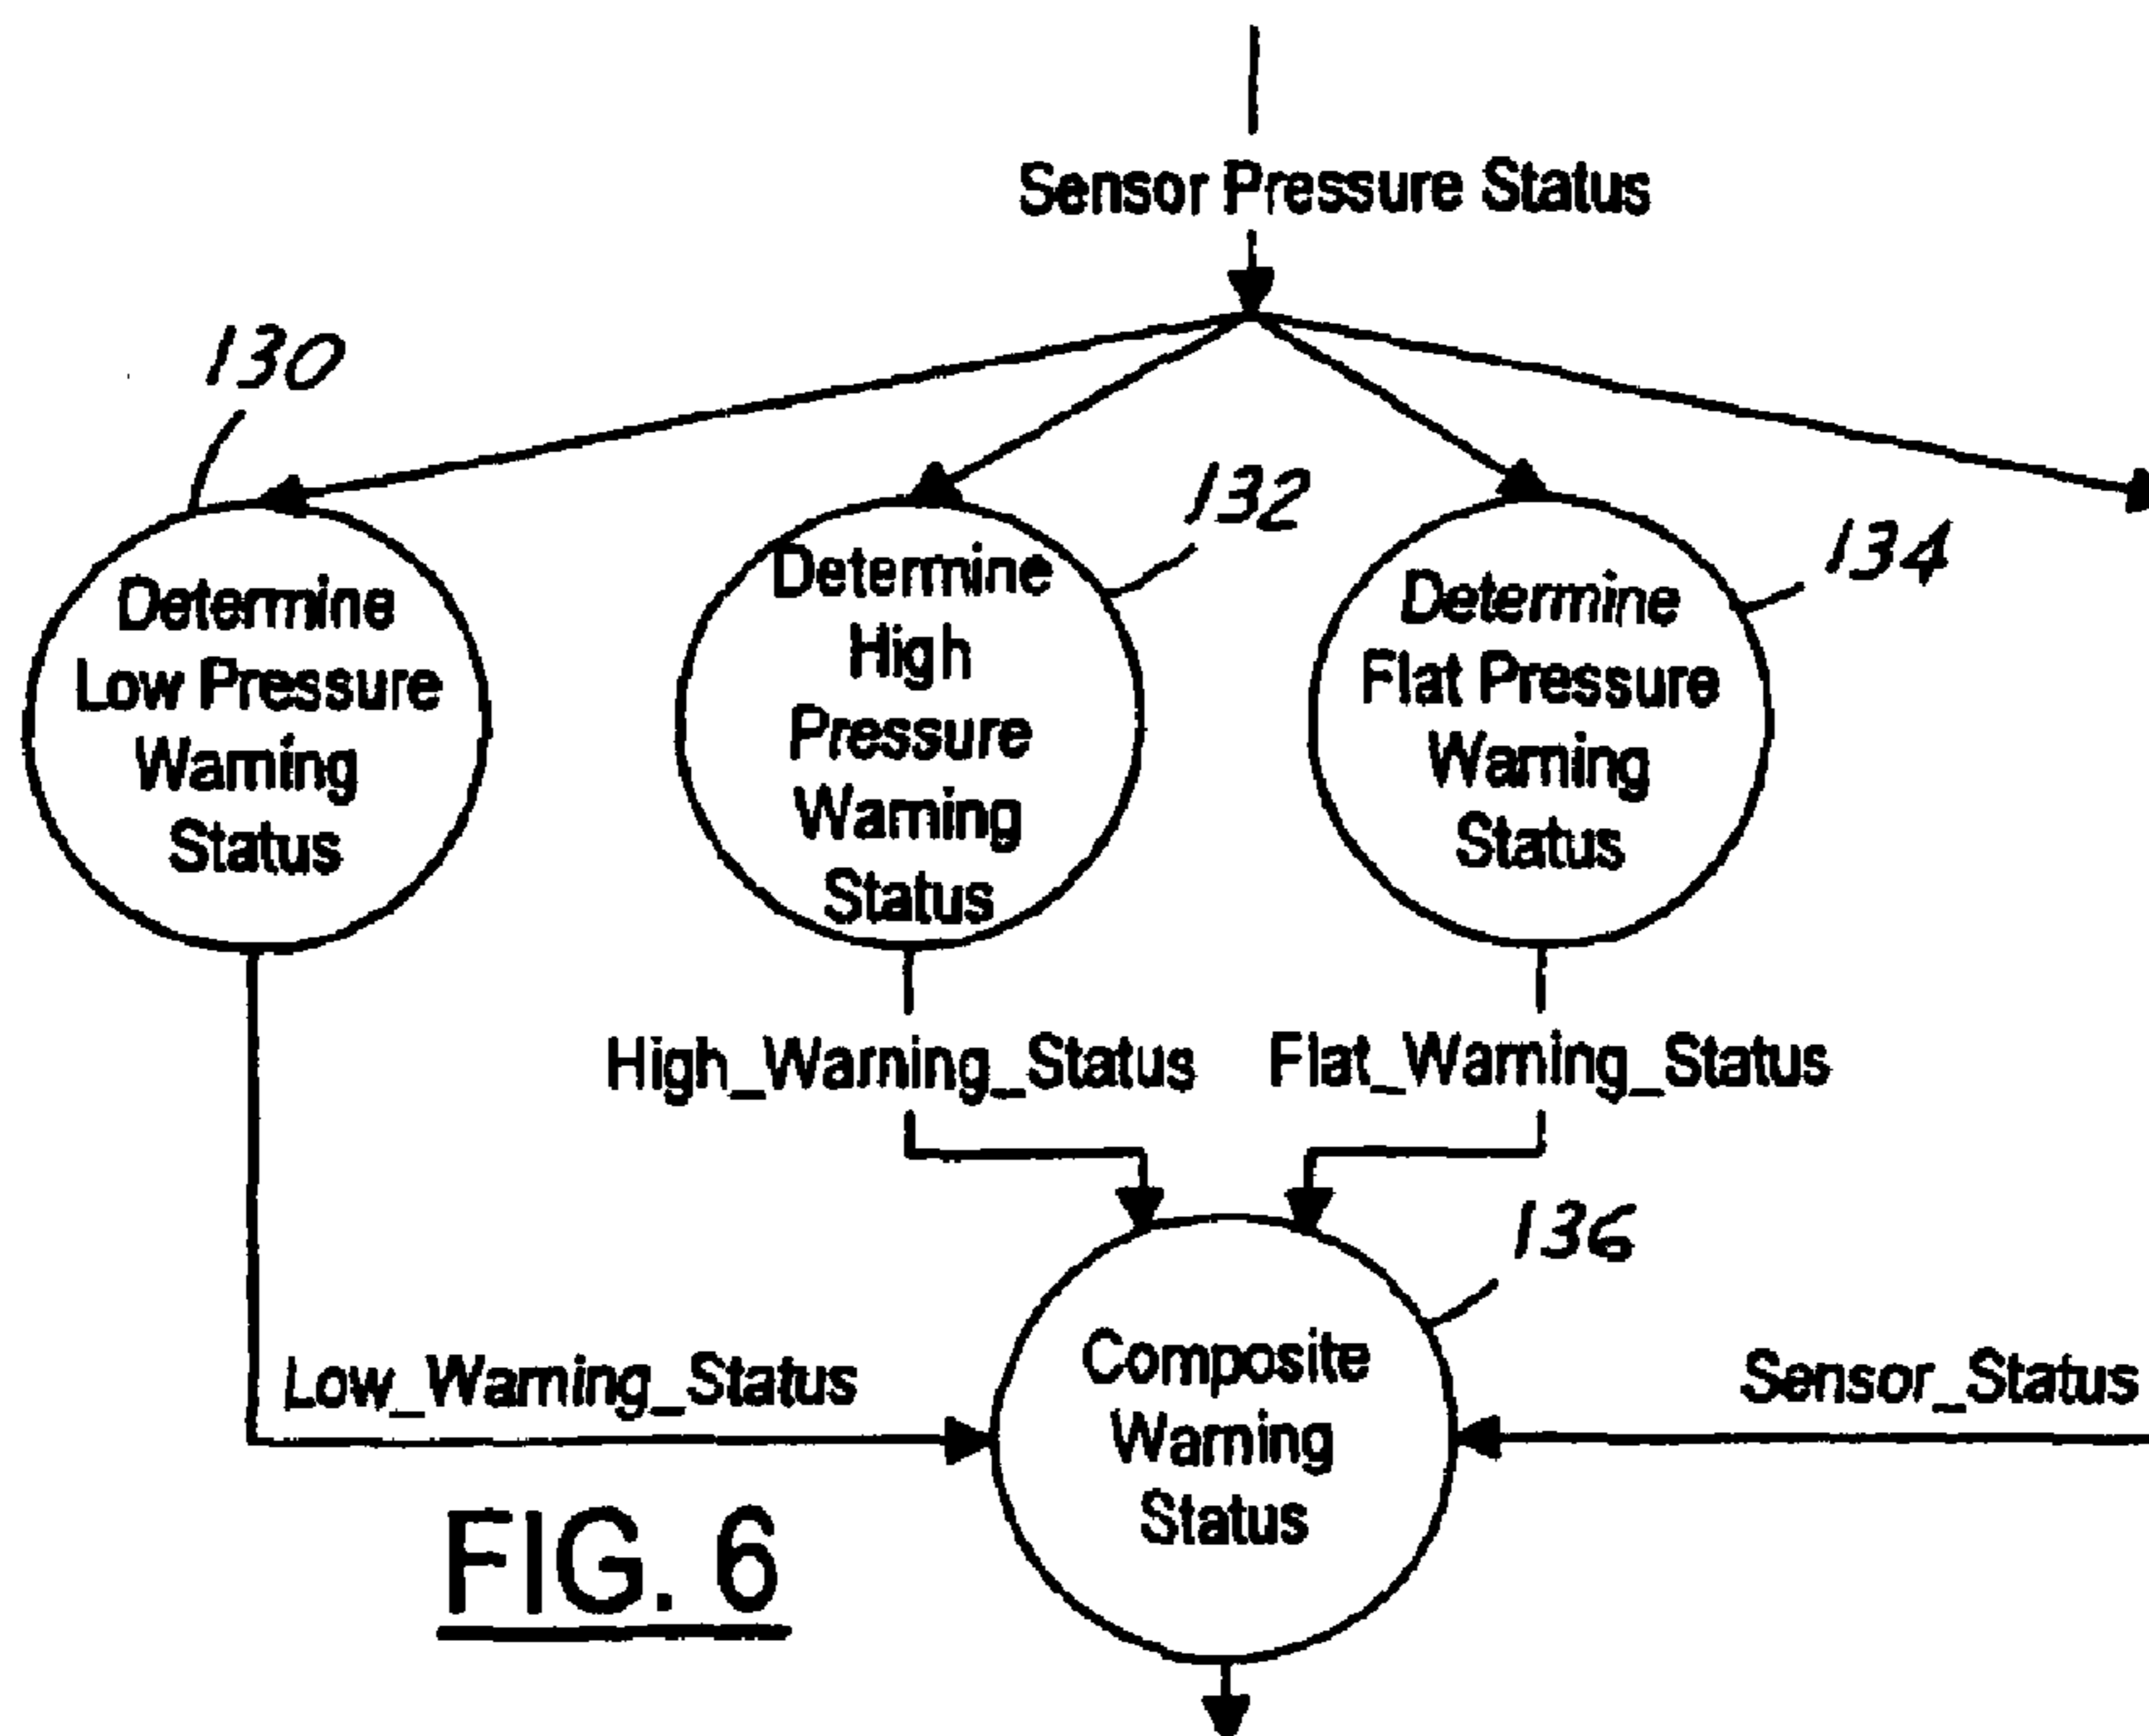 Sensor Pressure Status
130
132
134
Determine
Low Pressure
Warning
Status
Determine
High
Pressure
Warning
Status
Determine
Flat Pressure
Warning
Status
High_Warning_Status
Flat_Warning_Status
136
Low_Warning_Status
Composite
Warning
Status
Sensor_Status
FIG. 6